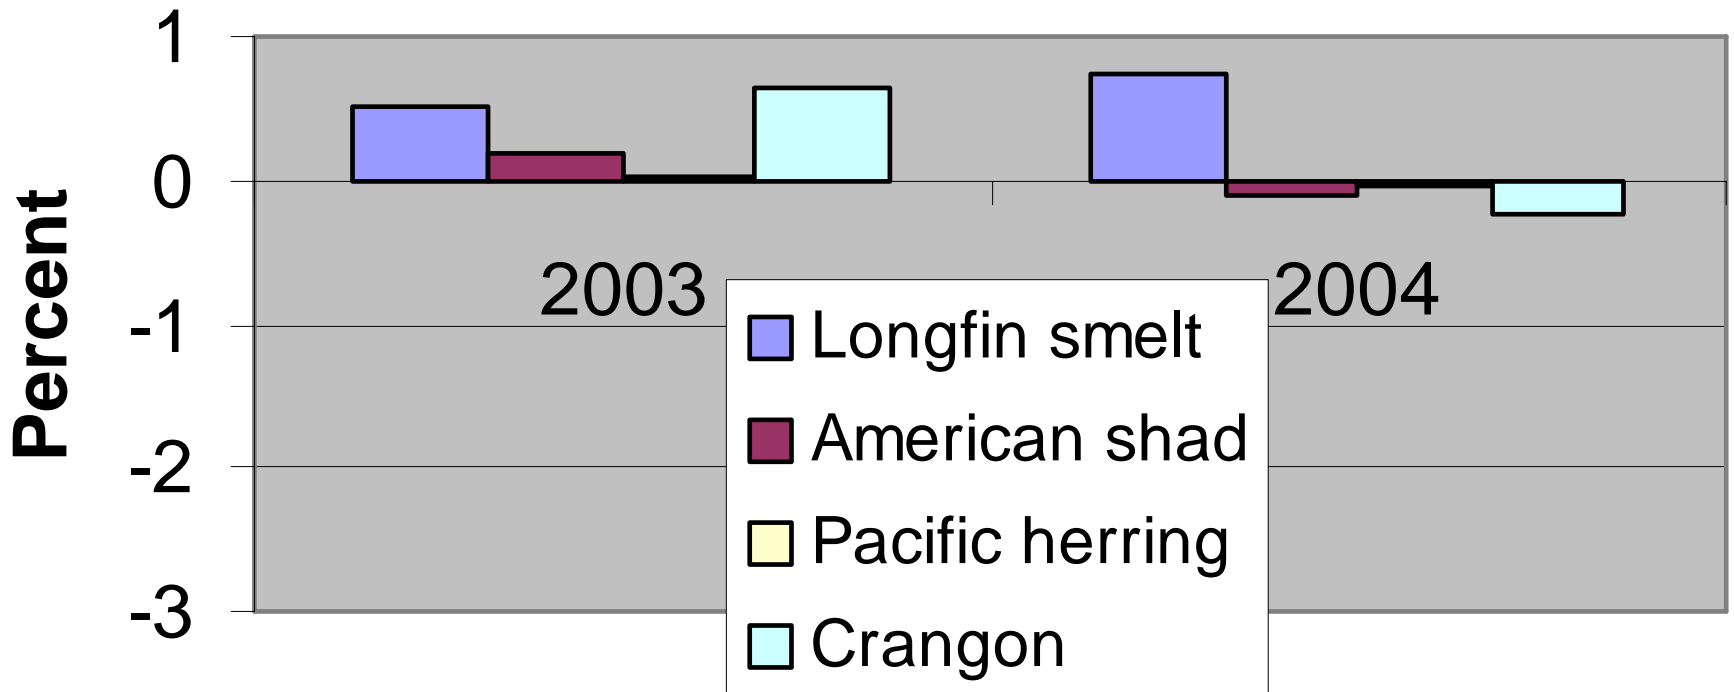 1
0
-1
-2
-3
Percent
2003
2004
Longfin smelt
American shad
Pacific herring
Crangon